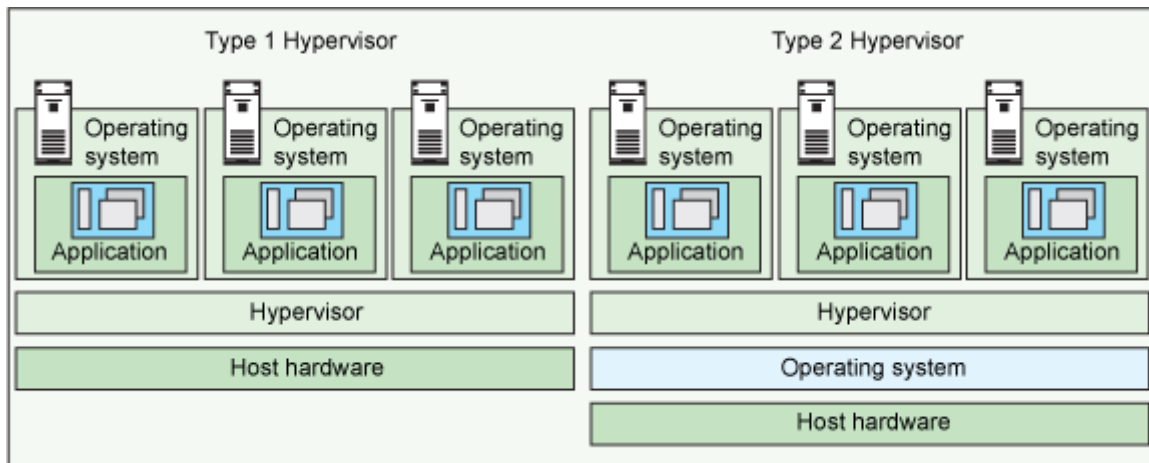 Type 1 Hypervisor
Operating
system
Application
Operating
system
Application
Operating
system
Application
Hypervisor
Host hardware
Type 2 Hypervisor
Operating
system
Application
Operating
system
Application
Operating
system
Application
Hypervisor
Operating system
Host hardware